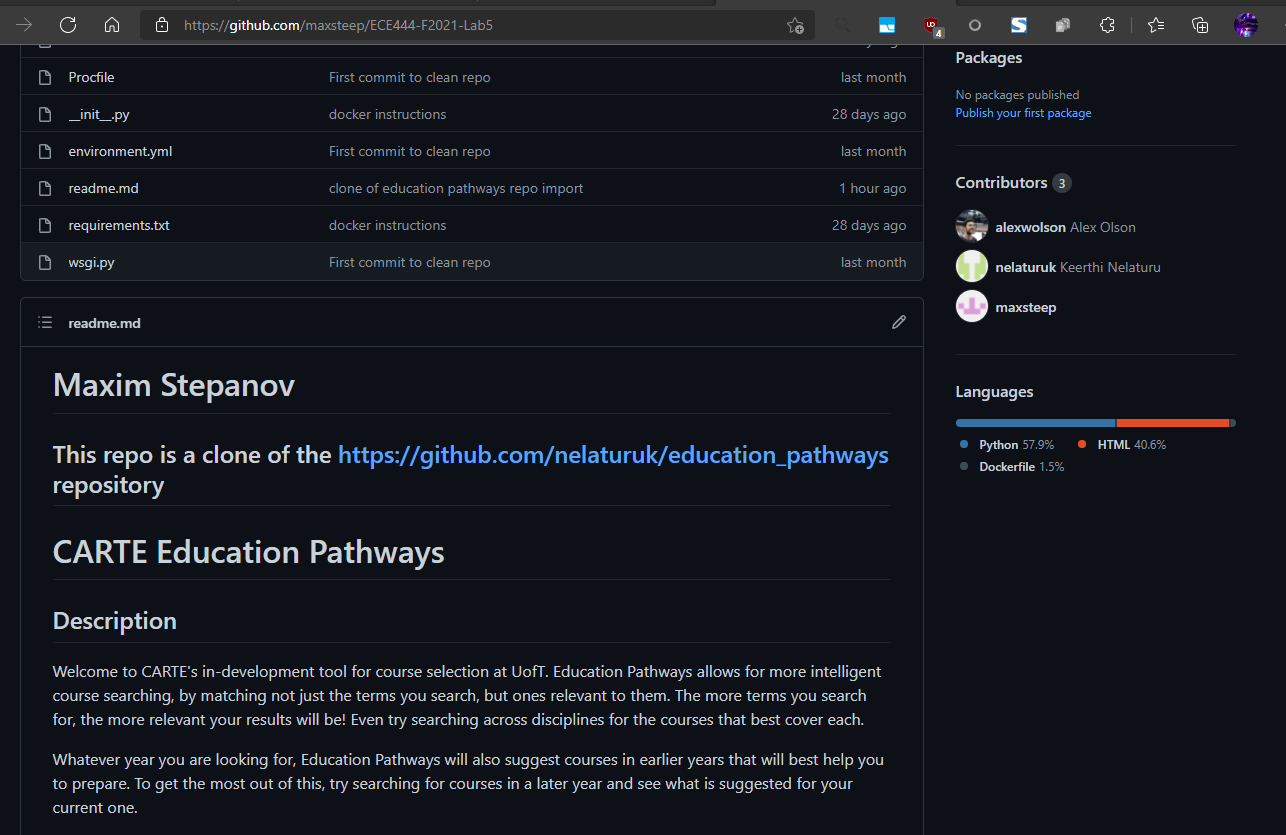 https://github.com/maxsteep/ECE444-F2021-Lab5
UD
4
Procfile First commit to clean repo last month
__init__.py docker instructions 28 days ago
environment.yml First commit to clean repo last month
readme.md clone of education pathways repo import 1 hour ago
requirements.txt docker instructions 28 days ago
wsgi.py First commit to clean repo last month
readme.md
Maxim Stepanov
This repo is a clone of the https://github.com/nelaturuk/education_pathways
repository
CARTE Education Pathways
Description
Welcome to CARTE's in-development tool for course selection at UofT. Education Pathways allows for more intelligent
course searching, by matching not just the terms you search, but ones relevant to them. The more terms you search
for, the more relevant your results will be! Even try searching across disciplines for the courses that best cover each.
Whatever year you are looking for, Education Pathways will also suggest courses in earlier years that will best help you
to prepare. To get the most out of this, try searching for courses in a later year and see what is suggested for your
current one.
Packages
No packages published
Publish your first package
Contributors 3
alexwolson Alex Olson
nelaturuk Keerthi Nelaturu
maxsteep
Languages
Python 57.9% HTML 40.6%
Dockerfile 1.5%